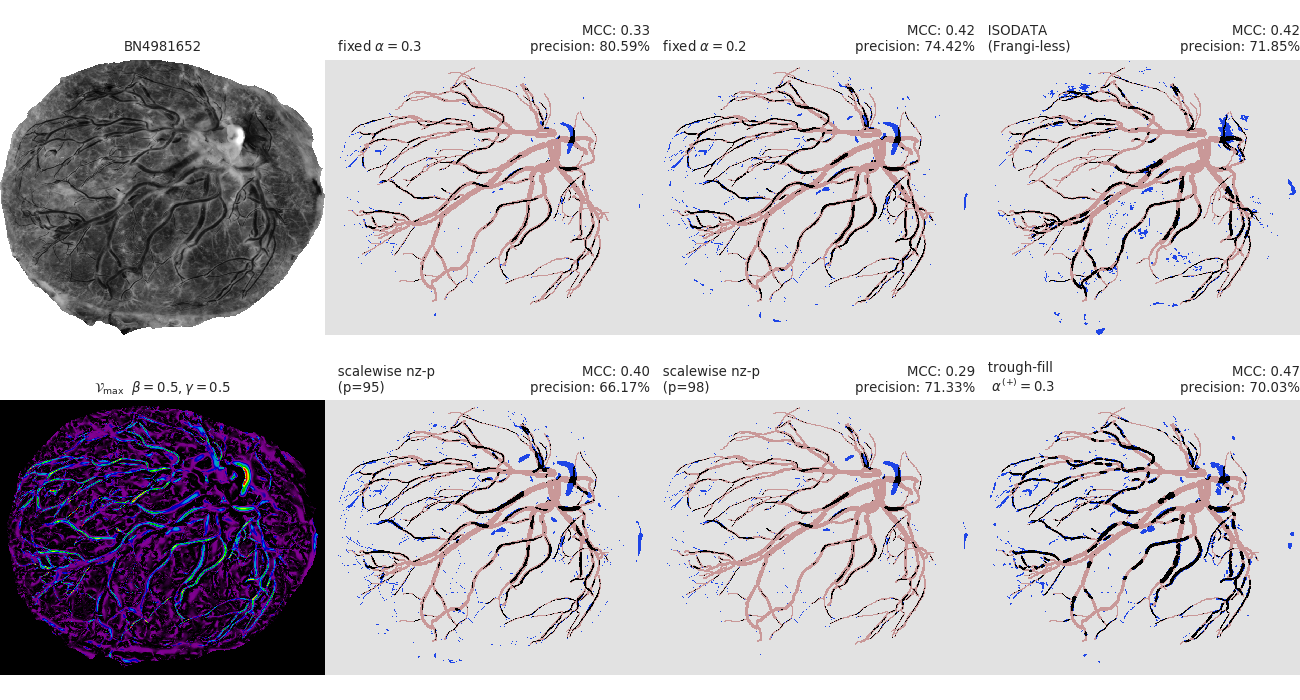 BN4981652
fixed α = 0.3
MCC: 0.33
precision: 80.59%
fixed α = 0.2
MCC: 0.42
precision: 74.42%
ISODATA
(Frangi-less)
MCC: 0.42
precision: 71.85%
𝒱max β = 0.5, γ = 0.5
scalewise nz-p
(p=95)
MCC: 0.40
precision: 66.17%
scalewise nz-p
(p=98)
MCC: 0.29
precision: 71.33%
trough-fill
α(+) = 0.3
MCC: 0.47
precision: 70.03%